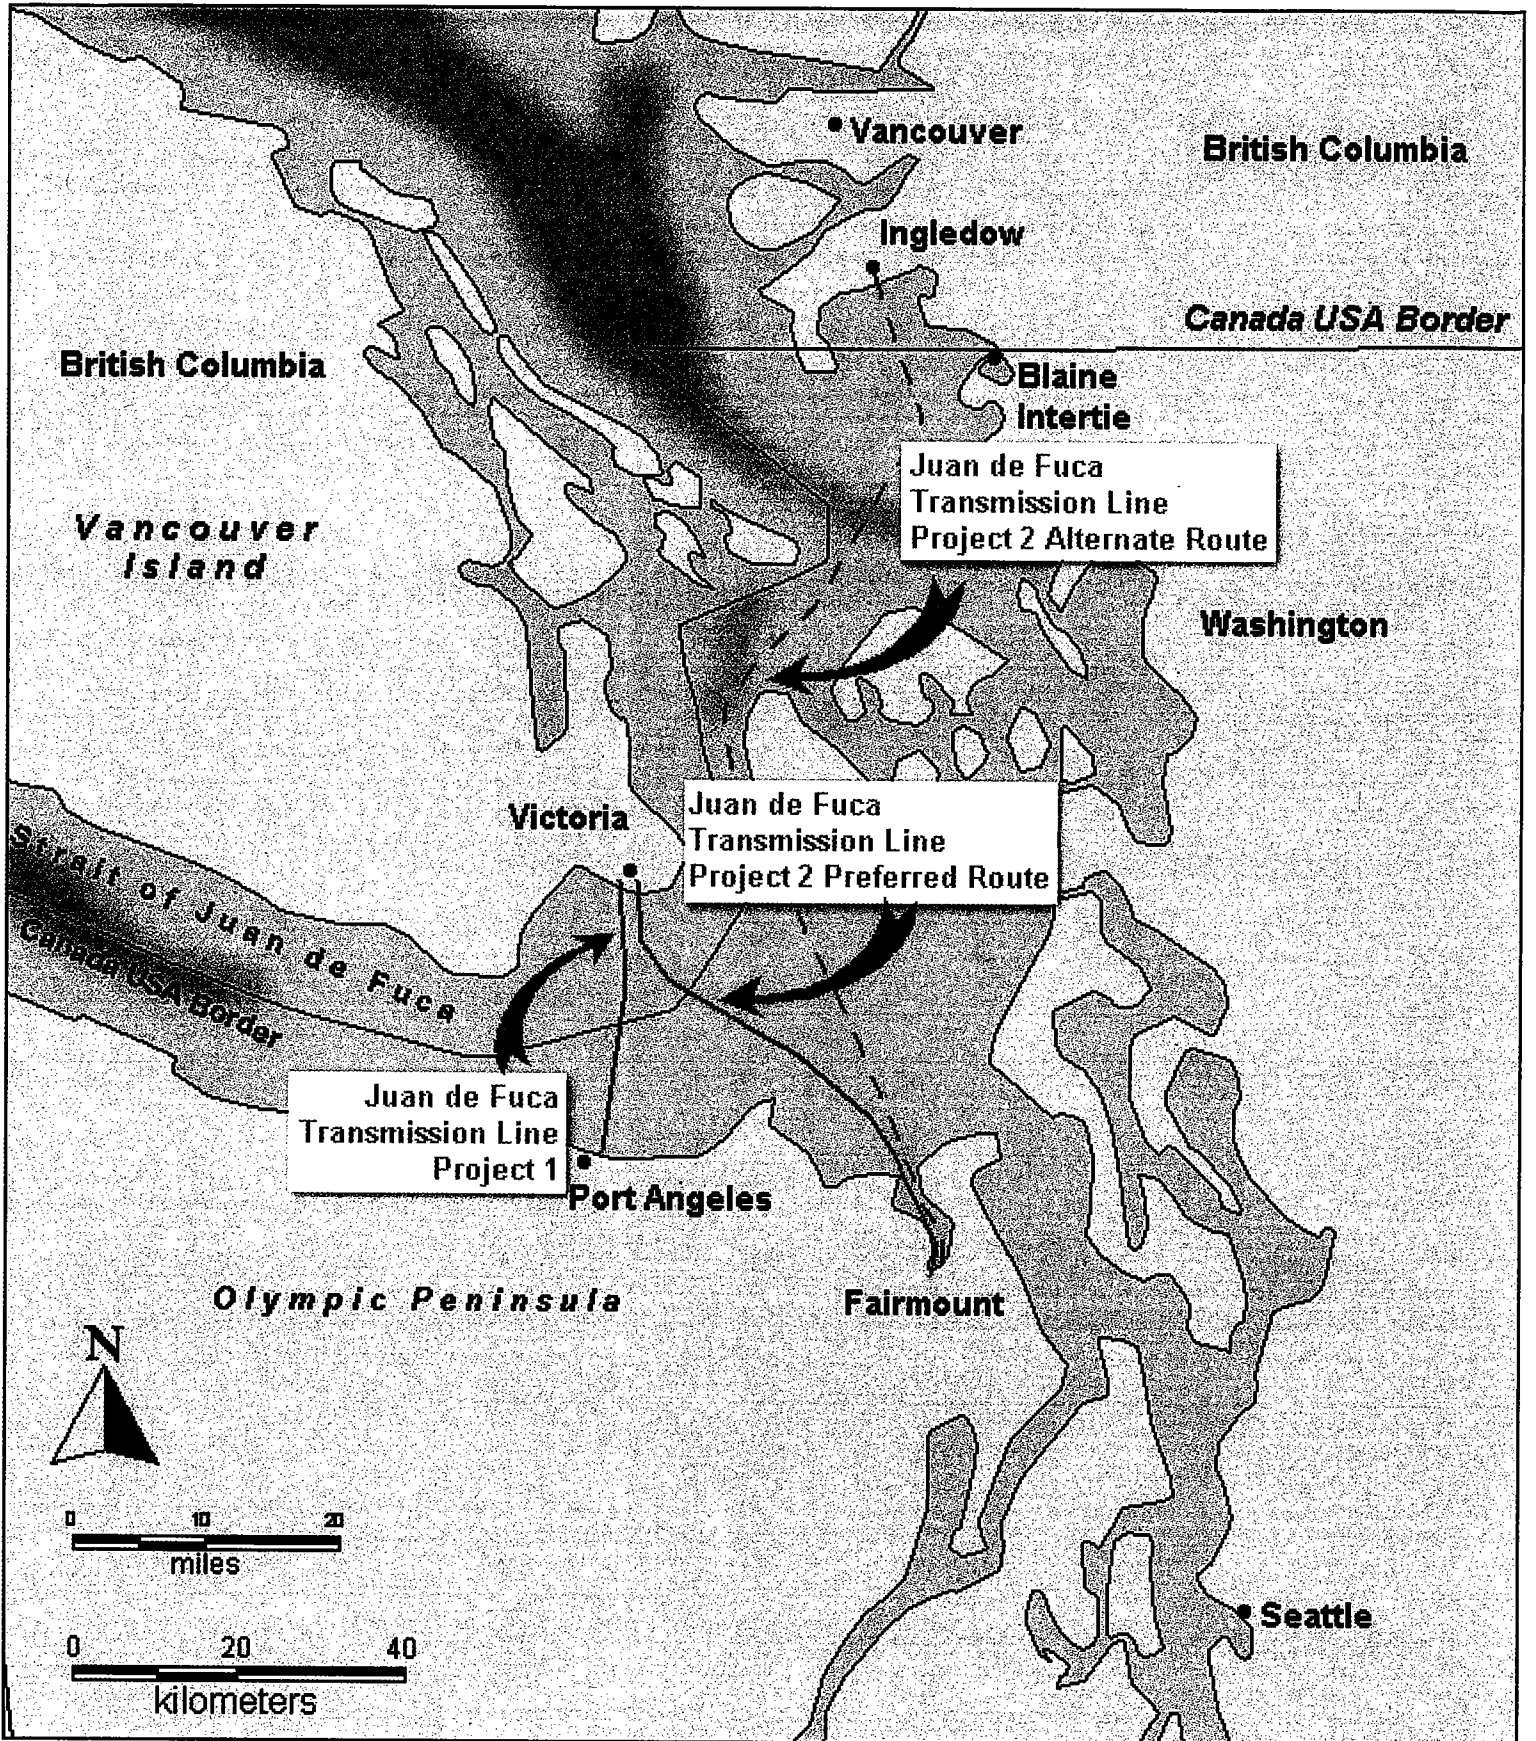 Vancouver
British Columbia
Ingledow
Canada USA Border
British Columbia
Blaine
Intertie
Juan de Fuca
Transmission Line
Project 2 Alternate Route
Vancouver
Island
Washington
Victoria
Juan de Fuca
Transmission Line
Project 2 Preferred Route
Strait of Juan de Fuca
Canada USA Border
Juan de Fuca
Transmission Line
Project 1
Port Angeles
Olympic Peninsula
Fairmount
N
0 10 20
miles
Seattle
0 20 40
kilometers